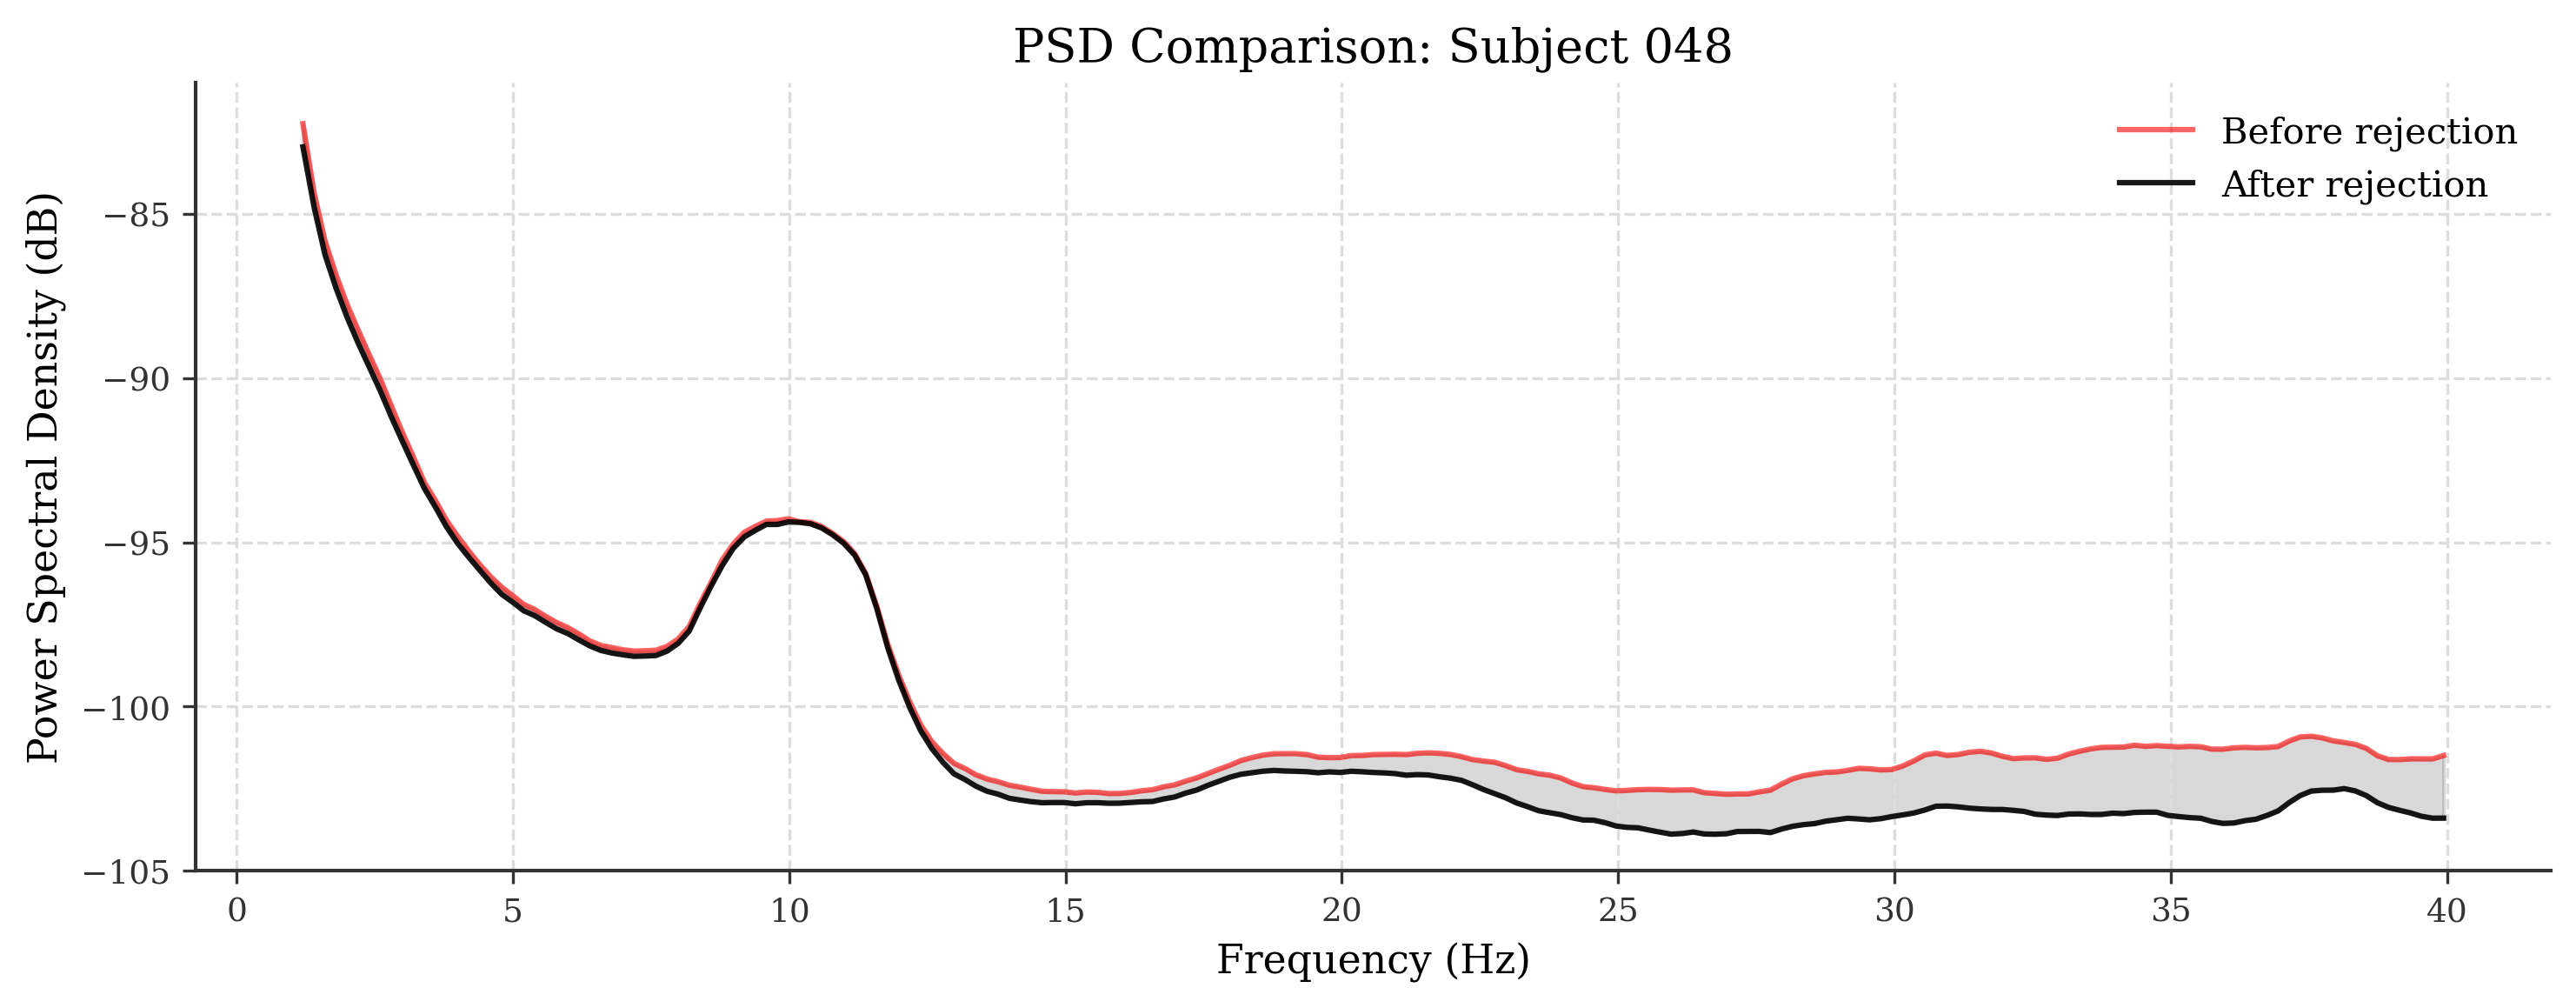 PSD Comparison: Subject 048
Before rejection
After rejection
Power Spectral Density (dB)
−85
−90
−95
−100
−105
0 5 10 15 20 25 30 35 40
Frequency (Hz)